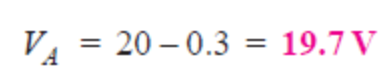 V_A = 20 – 0.3 = 19.7 V